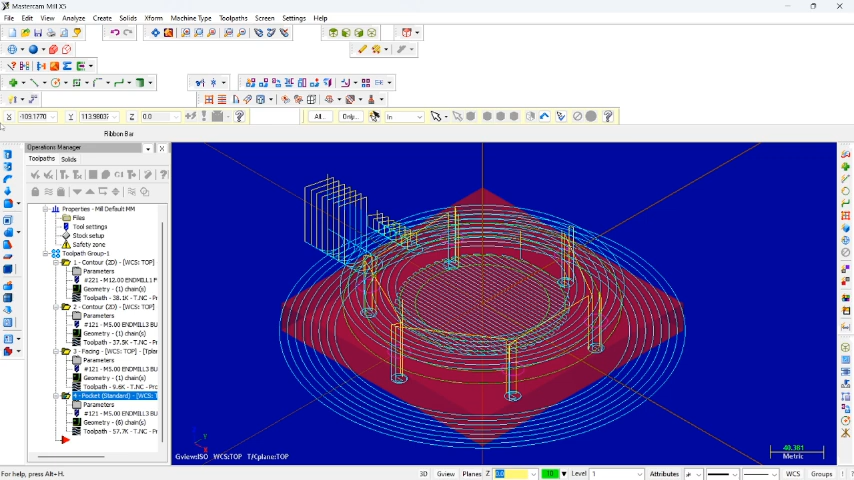 Mastercam Mill X5
File Edit View Analyze Create Solids Xform Machine Type Toolpaths Screen Settings Help
X -109.1770 Y 113.98037 Z 0.0 All... Only... In
Ribbon Bar
Operations Manager
Toolpaths Solids
Properties - Mill Default MM
Files
Tool settings
Stock setup
Safety zone
Toolpath Group-1
1 - Contour (2D) - [WCS: TOP]
Parameters
#221 - M12.00 ENDMILL1 F
Geometry - (1) chain(s)
Toolpath - 38.1K - T.NC - Pr
2 - Contour (2D) - [WCS: TOP]
Parameters
#121 - M5.00 ENDMILL3 BU
Geometry - (1) chain(s)
Toolpath - 37.5K - T.NC - Pr
3 - Facing - [WCS: TOP] - [Tplan
Parameters
#121 - M5.00 ENDMILL3 BU
Geometry - (1) chain(s)
Toolpath - 9.6K - T.NC - Prc
4 - Pocket (Standard) - [WCS: T
Parameters
#121 - M5.00 ENDMILL3 BU
Geometry - (6) chain(s)
Toolpath - 57.7K - T.NC - Pr
Gview:ISO WCS:TOP T/Cplane:TOP
40.381
Metric
For help, press Alt+H.
3D Gview Planes Z 0.0 10 Level 1 Attributes WCS Groups ! ?